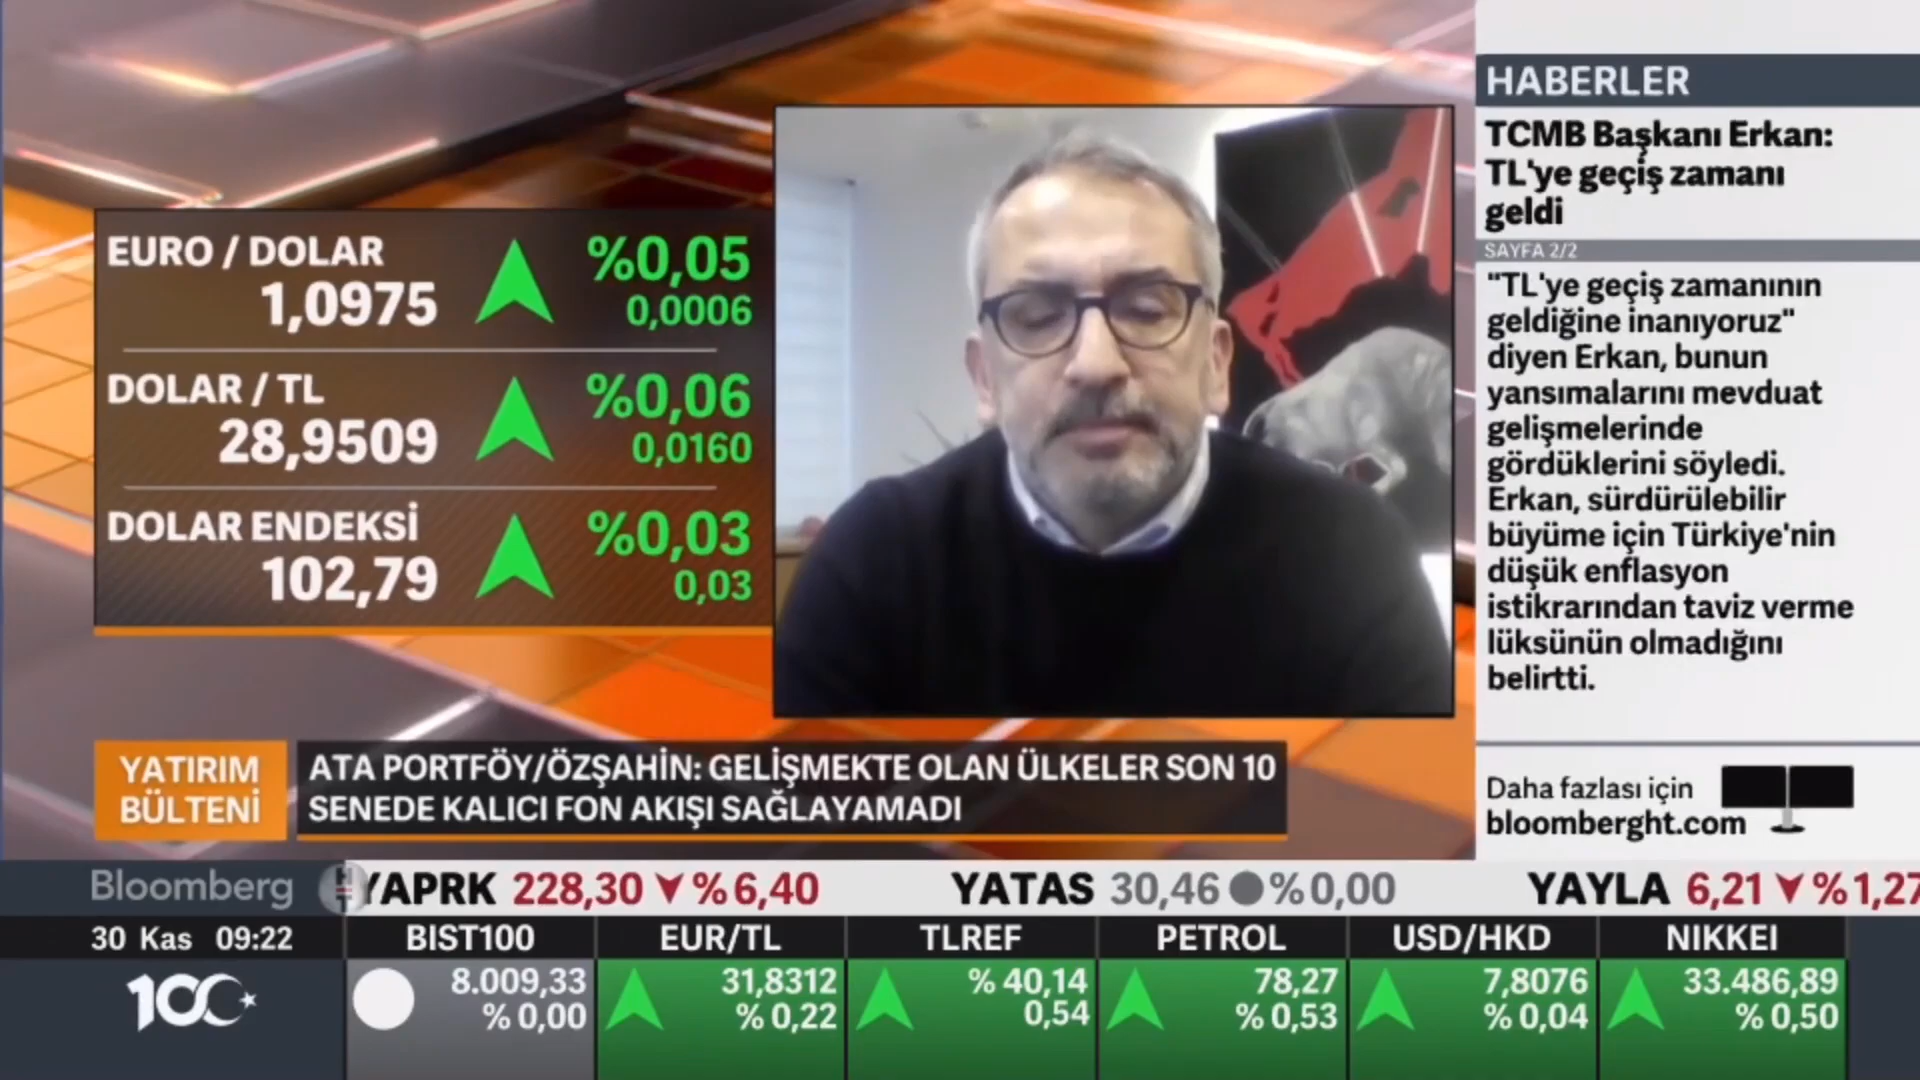 HABERLER
TCMB Başkanı Erkan:
TL'ye geçiş zamanı
geldi
SAYFA 2/2
"TL'ye geçiş zamanının
geldiğine inanıyoruz"
diyen Erkan, bunun
yansımalarını mevduat
gelişmelerinde
gördüklerini söyledi.
Erkan, sürdürülebilir
büyüme için Türkiye'nin
düşük enflasyon
istikrarından taviz verme
lüksünün olmadığını
belirtti.
Daha fazlası için
bloomberght.com
EURO / DOLAR %0,05
1,0975 0,0006
DOLAR / TL %0,06
28,9509 0,0160
DOLAR ENDEKSİ %0,03
102,79 0,03
YATIRIM
BÜLTENİ
ATA PORTFÖY/ÖZŞAHİN: GELİŞMEKTE OLAN ÜLKELER SON 10
SENEDE KALICI FON AKIŞI SAĞLAYAMADI
Bloomberg HT
YAPRK 228,30 %6,40 YATAS 30,46 %0,00 YAYLA 6,21 %1,27
30 Kas 09:22
100
BIST100 EUR/TL TLREF PETROL USD/HKD NIKKEI
8.009,33 31,8312 % 40,14 78,27 7,8076 33.486,89
% 0,00 % 0,22 0,54 % 0,53 % 0,04 % 0,50